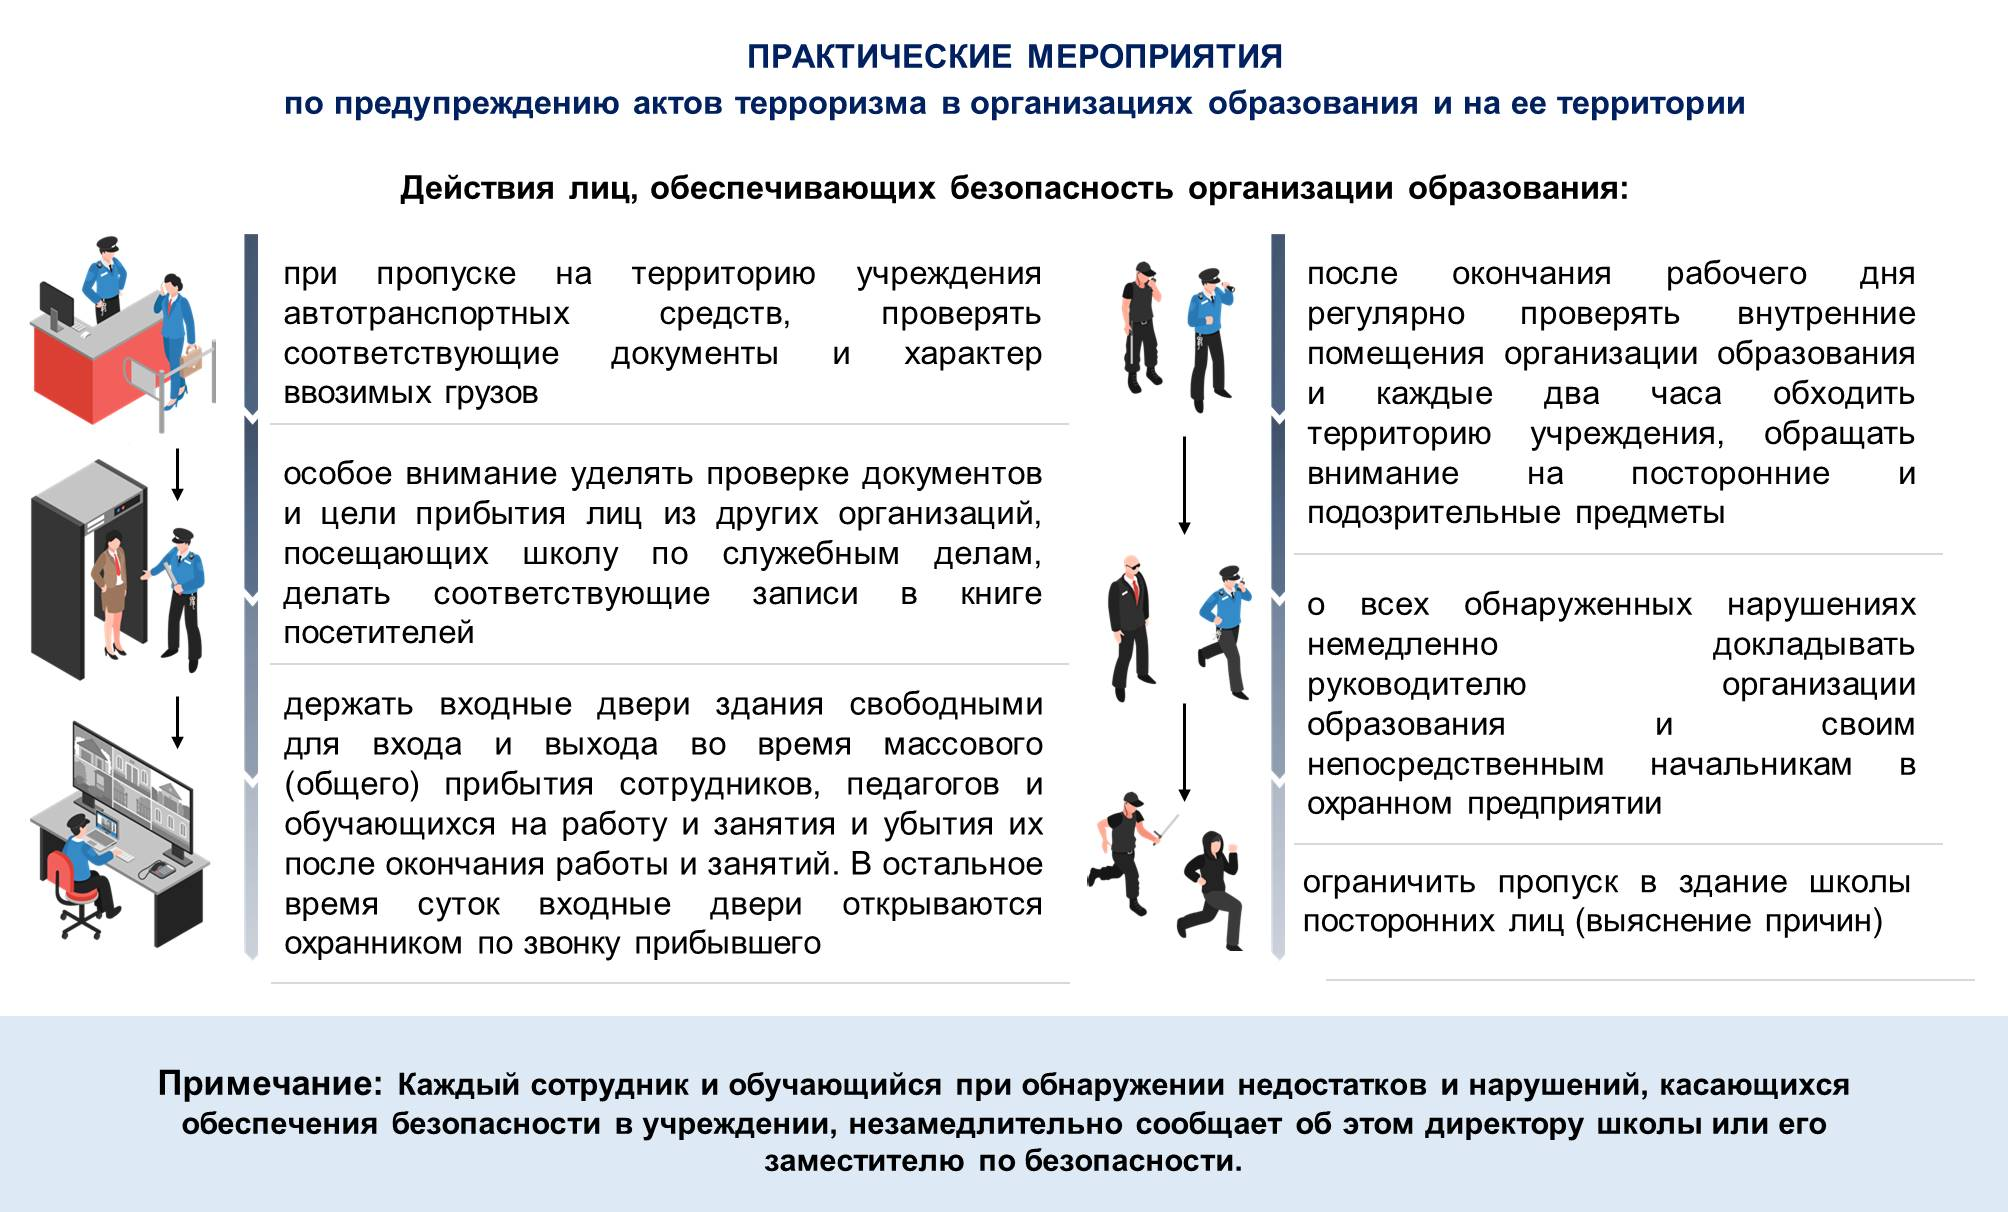 ПРАКТИЧЕСКИЕ МЕРОПРИЯТИЯ
по предупреждению актов терроризма в организациях образования и на ее территории
Действия лиц, обеспечивающих безопасность организации образования:
при пропуске на территорию учреждения
автотранспортных средств, проверять
соответствующие документы и характер
ввозимых грузов
особое внимание уделять проверке документов
и цели прибытия лиц из других организаций,
посещающих школу по служебным делам,
делать соответствующие записи в книге
посетителей
держать входные двери здания свободными
для входа и выхода во время массового
(общего) прибытия сотрудников, педагогов и
обучающихся на работу и занятия и убытия их
после окончания работы и занятий. В остальное
время суток входные двери открываются
охранником по звонку прибывшего
после окончания рабочего дня
регулярно проверять внутренние
помещения организации образования
и каждые два часа обходить
территорию учреждения, обращать
внимание на посторонние и
подозрительные предметы
о всех обнаруженных нарушениях
немедленно докладывать
руководителю организации
образования и своим
непосредственным начальникам в
охранном предприятии
ограничить пропуск в здание школы
посторонних лиц (выяснение причин)
Примечание: Каждый сотрудник и обучающийся при обнаружении недостатков и нарушений, касающихся
обеспечения безопасности в учреждении, незамедлительно сообщает об этом директору школы или его
заместителю по безопасности.